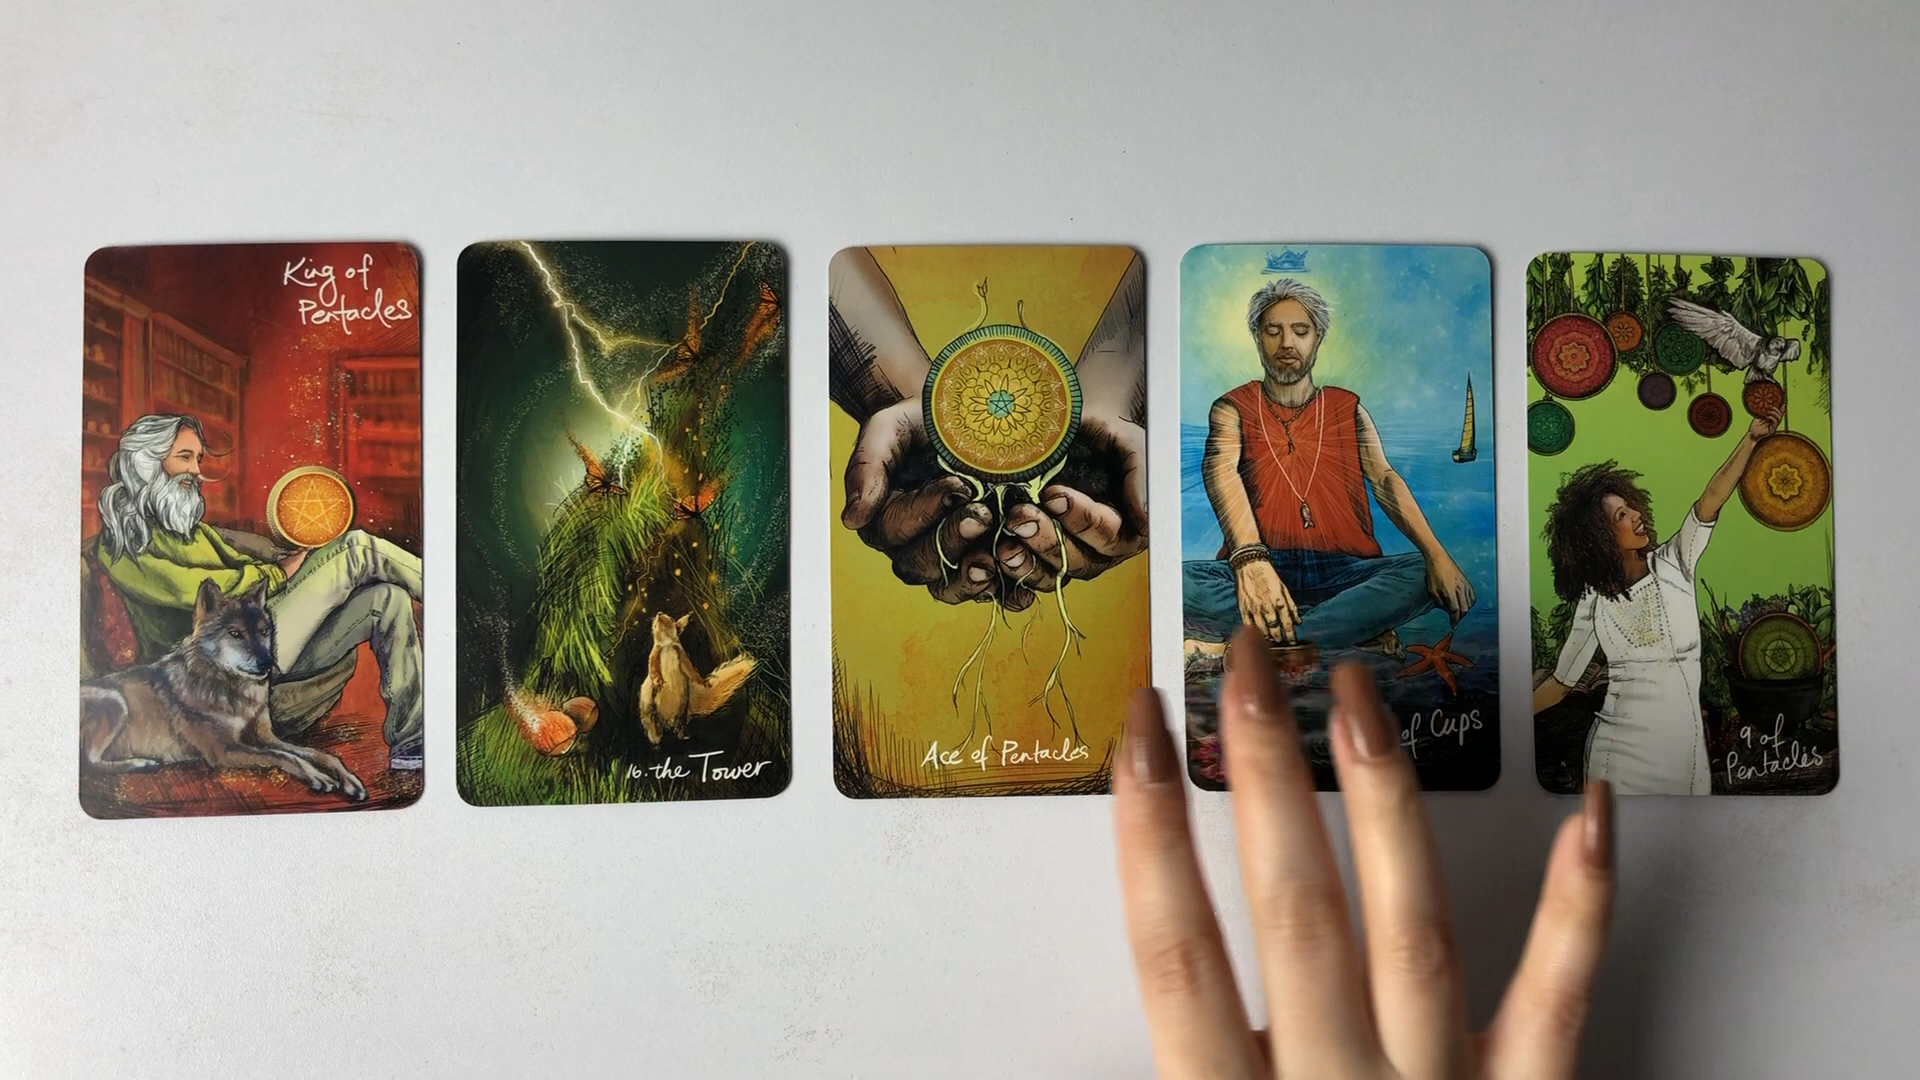 King of
Pentacles
16. the Tower
Ace of Pentacles
of Cups
9 of
Pentacles